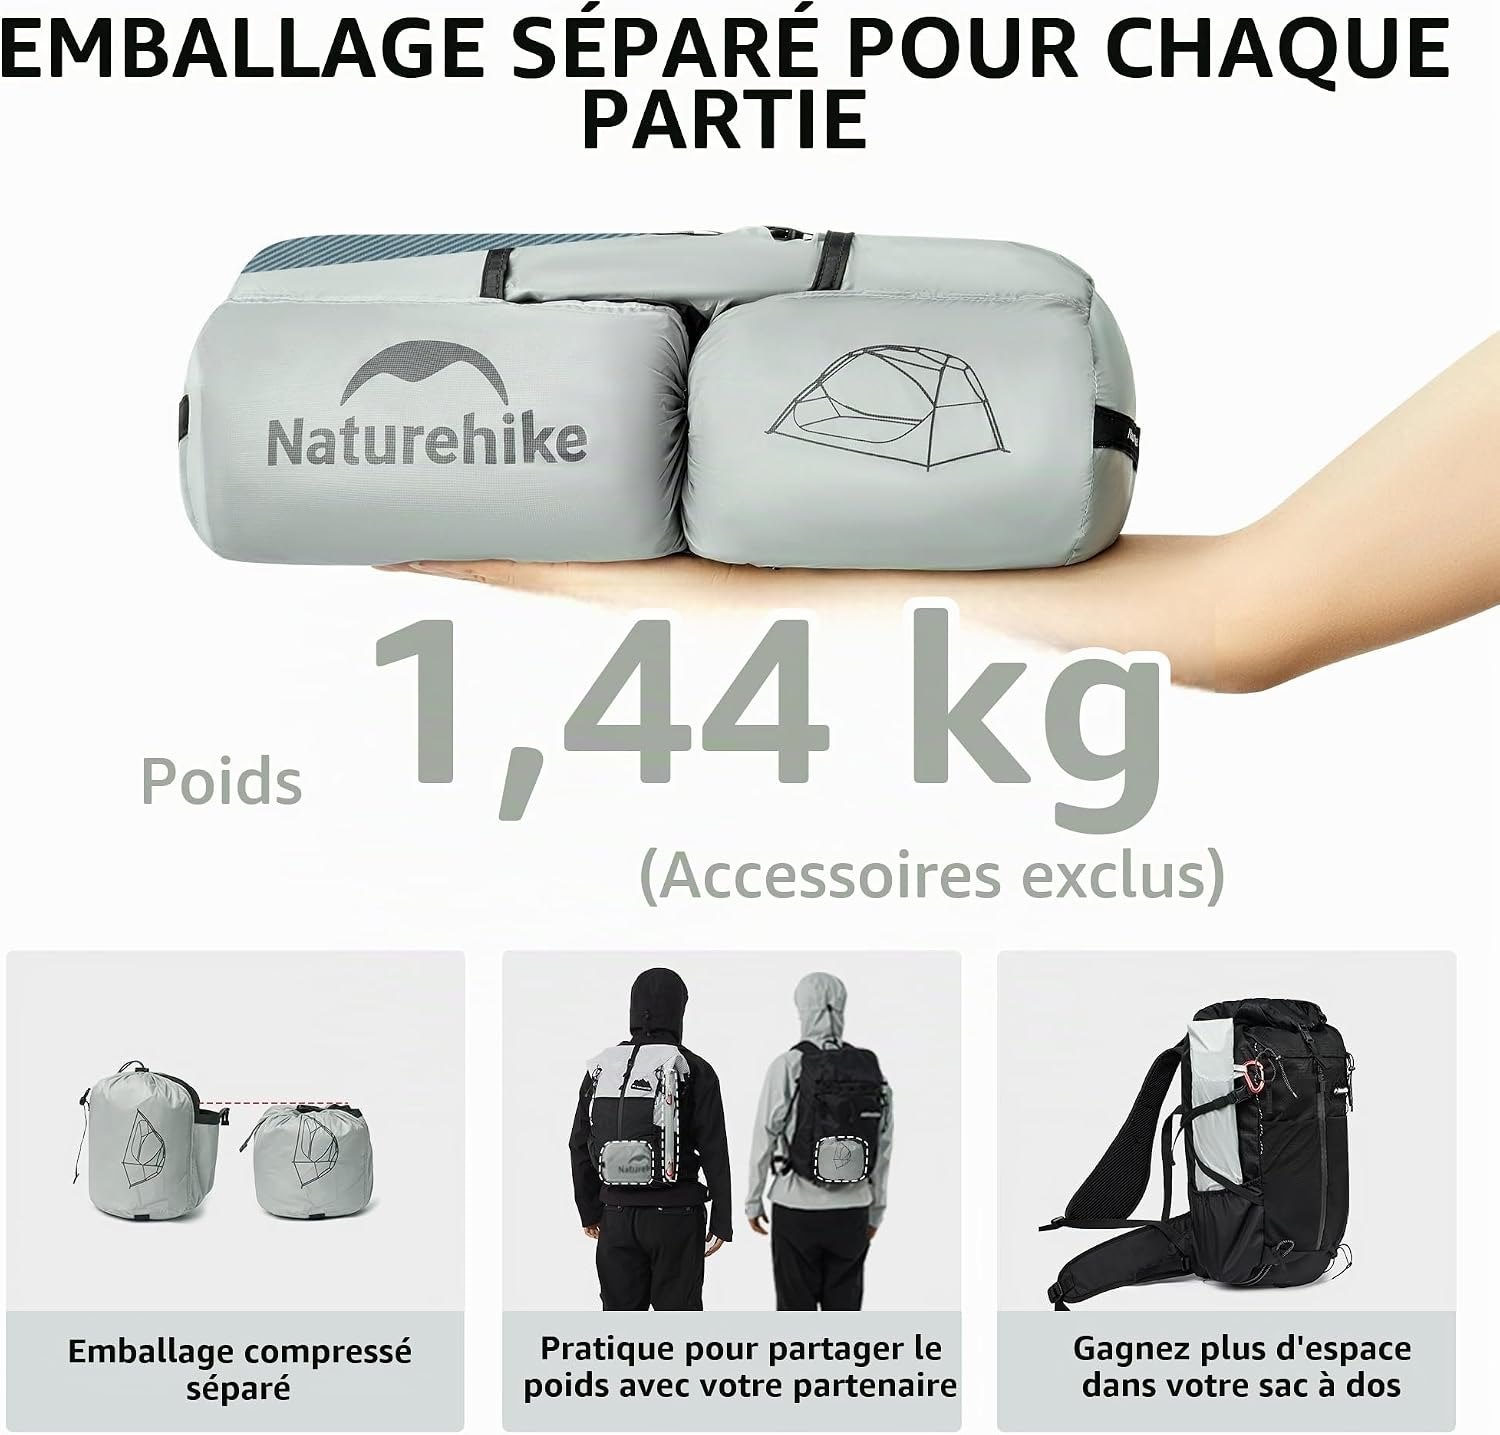 EMBALLAGE SÉPARÉ POUR CHAQUE
PARTIE
Naturehike
Poids
1,44 kg
(Accessoires exclus)
Naturehike
Emballage compressé
séparé
Pratique pour partager le
poids avec votre partenaire
Gagnez plus d'espace
dans votre sac à dos